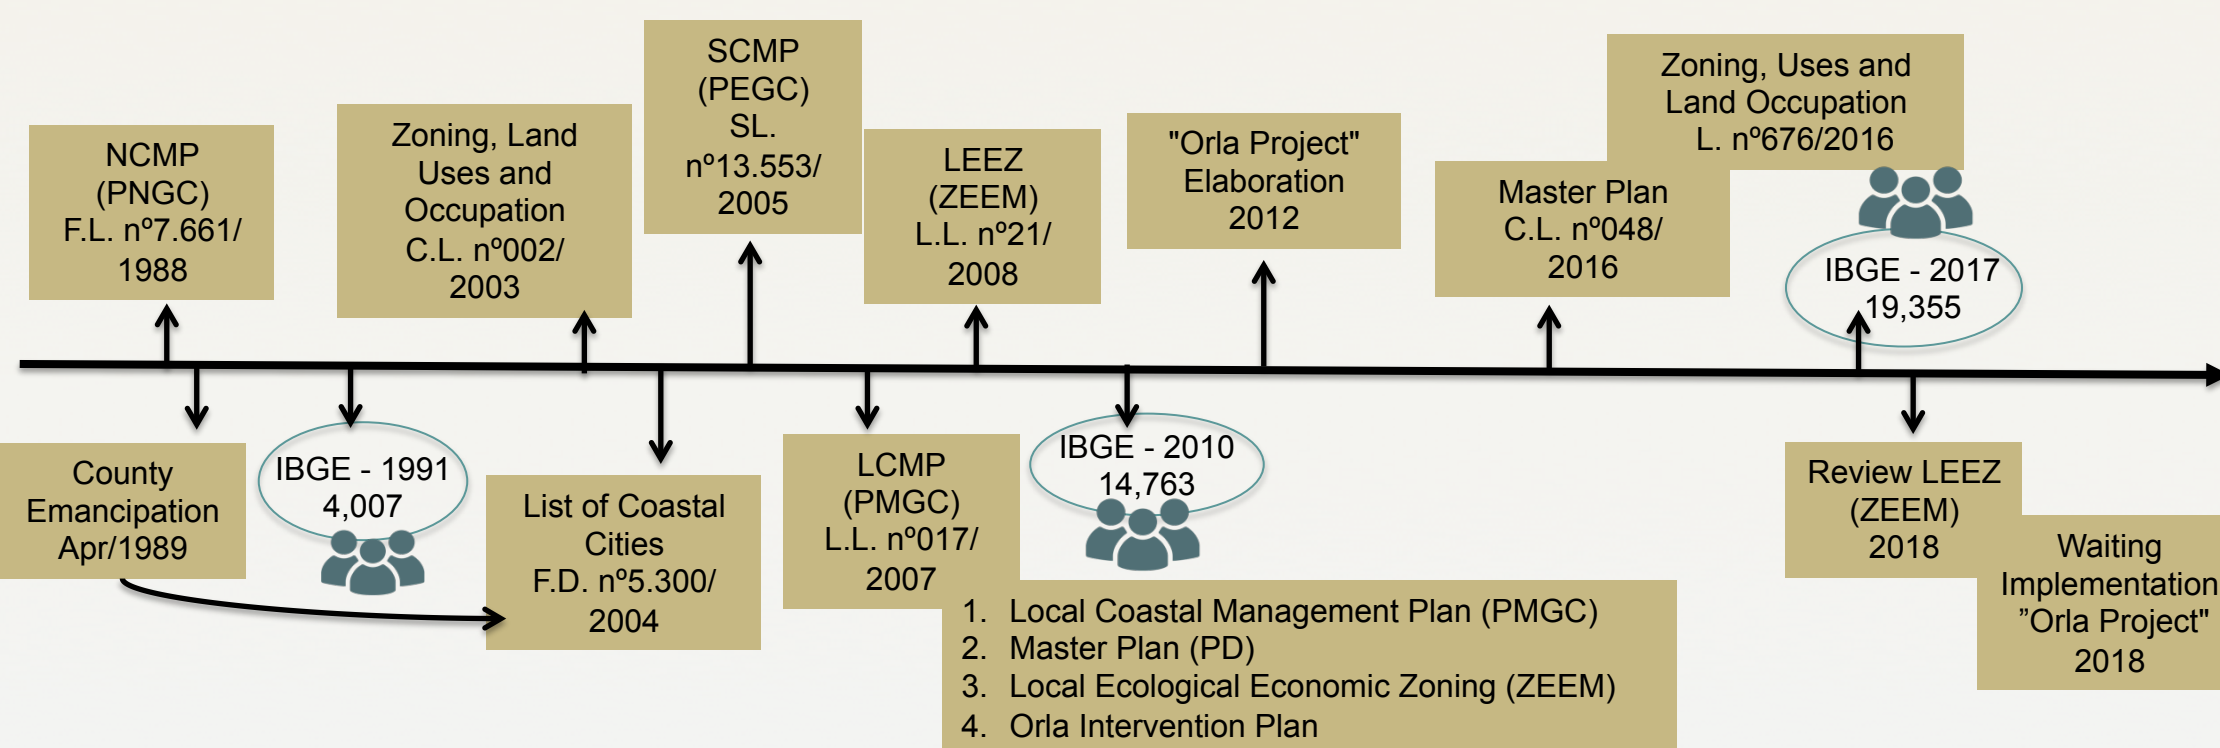 NCMP
(PNGC)
F.L. nº7.661/
1988
Zoning, Land
Uses and
Occupation
C.L. nº002/
2003
SCMP
(PEGC)
SL.
nº13.553/
2005
LEEZ
(ZEEM)
L.L. nº21/
2008
"Orla Project"
Elaboration
2012
Master Plan
C.L. nº048/
2016
Zoning, Uses and
Land Occupation
L. nº676/2016
IBGE - 2017
19,355
County
Emancipation
Apr/1989
IBGE - 1991
4,007
List of Coastal
Cities
F.D. nº5.300/
2004
LCMP
(PMGC)
L.L. nº017/
2007
IBGE - 2010
14,763
1. Local Coastal Management Plan (PMGC)
2. Master Plan (PD)
3. Local Ecological Economic Zoning (ZEEM)
4. Orla Intervention Plan
Review LEEZ
(ZEEM)
2018
Waiting
Implementation
”Orla Project"
2018